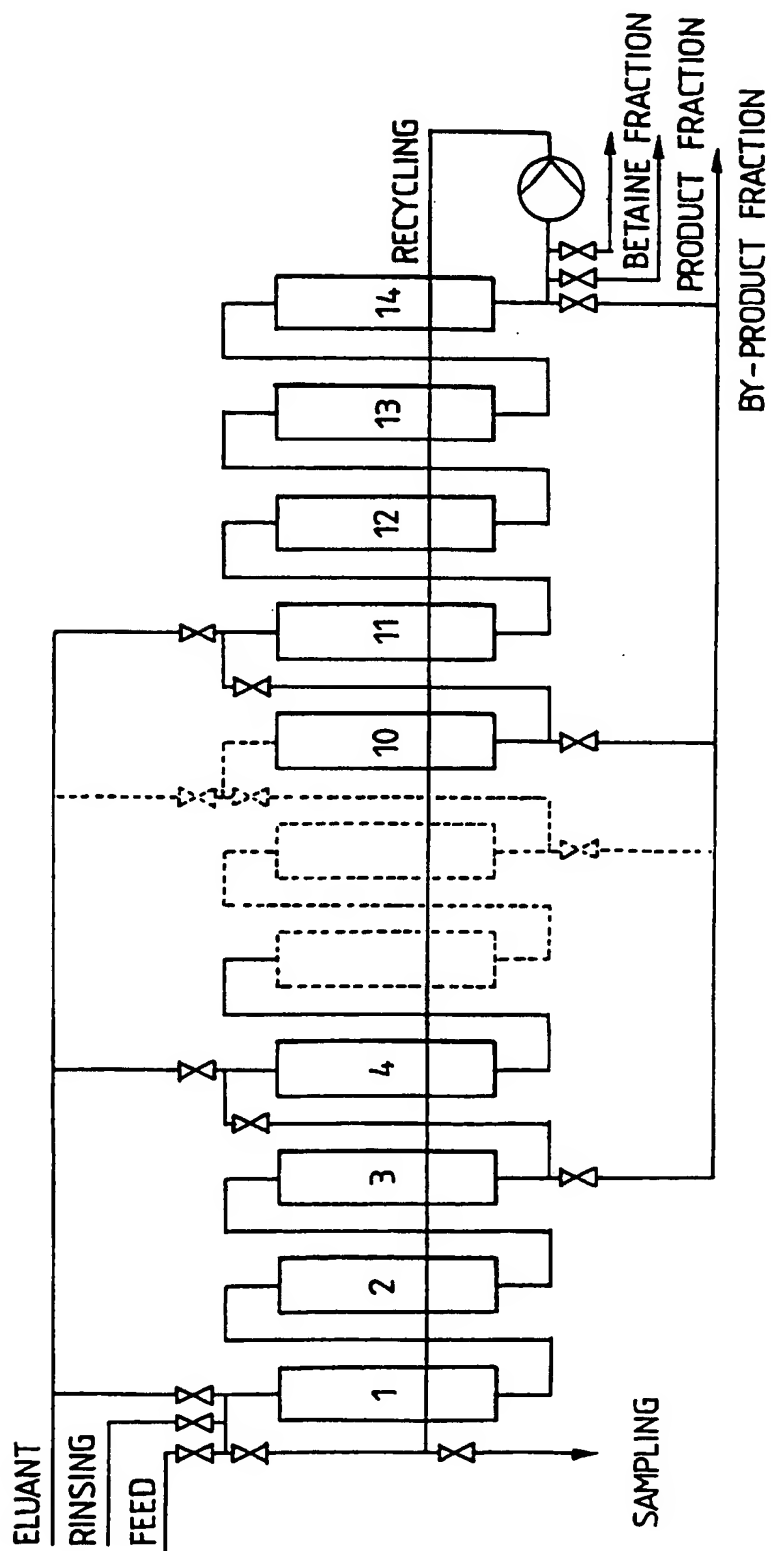 ELUANT
RINSING
FEED
SAMPLING
1
2
3
4
10
11
12
13
14
RECYCLING
BETAINE FRACTION
PRODUCT FRACTION
BY-PRODUCT FRACTION